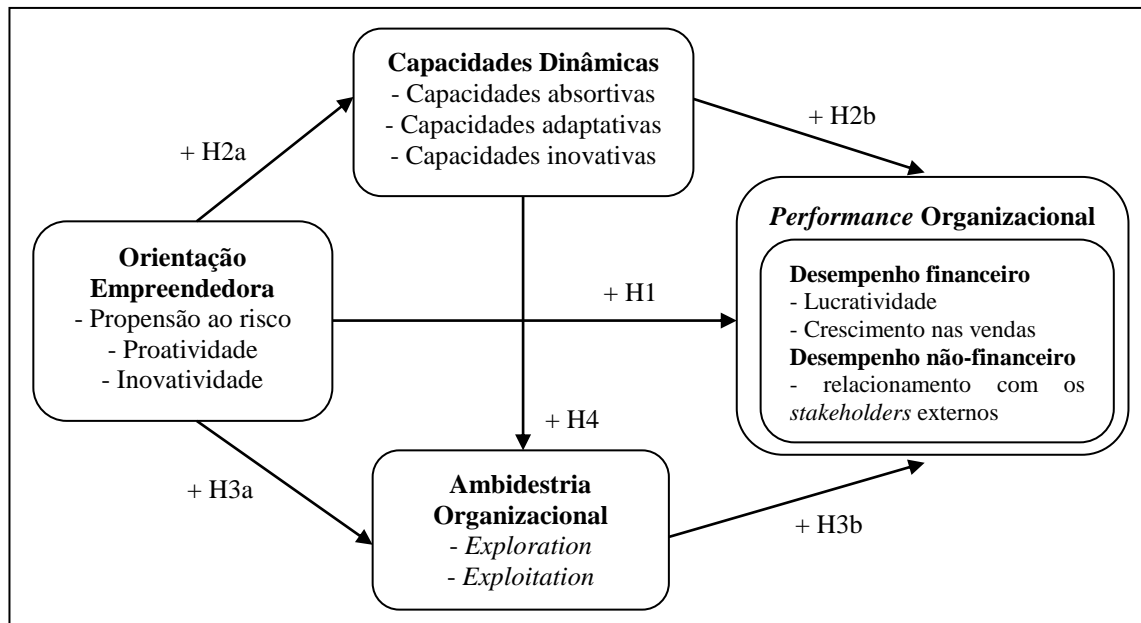 Capacidades Dinâmicas
- Capacidades absortivas
- Capacidades adaptativas
- Capacidades inovativas
+ H2a
+ H2b
Orientação
Empreendedora
- Propensão ao risco
- Proatividade
- Inovatividade
+ H1
Performance Organizacional
Desempenho financeiro
- Lucratividade
- Crescimento nas vendas
Desempenho não-financeiro
- relacionamento com os
stakeholders externos
+ H4
+ H3a
Ambidestria
Organizacional
- Exploration
- Exploitation
+ H3b